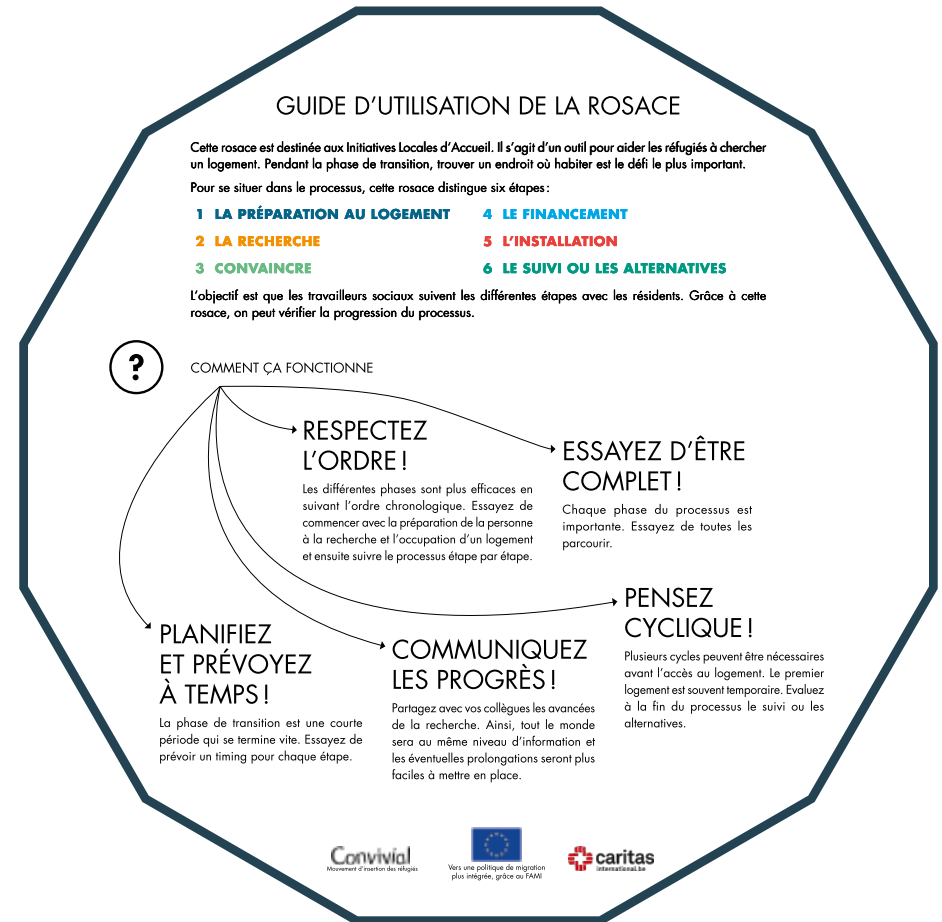 GUIDE D’UTILISATION DE LA ROSACE
Cette rosace est destinée aux Initiatives Locales d’Accueil. Il s’agit d’un outil pour aider les réfugiés à chercher
un logement. Pendant la phase de transition, trouver un endroit où habiter est le défi le plus important.
Pour se situer dans le processus, cette rosace distingue six étapes :
1 LA PRÉPARATION AU LOGEMENT
2 LA RECHERCHE
3 CONVAINCRE
4 LE FINANCEMENT
5 L’INSTALLATION
6 LE SUIVI OU LES ALTERNATIVES
L’objectif est que les travailleurs sociaux suivent les différentes étapes avec les résidents. Grâce à cette
rosace, on peut vérifier la progression du processus.
?
COMMENT ÇA FONCTIONNE
RESPECTEZ
L’ORDRE !
Les différentes phases sont plus efficaces en
suivant l’ordre chronologique. Essayez de
commencer avec la préparation de la personne
à la recherche et l’occupation d’un logement
et ensuite suivre le processus étape par étape.
ESSAYEZ D’ÊTRE
COMPLET !
Chaque phase du processus est
importante. Essayez de toutes les
parcourir.
PLANIFIEZ
ET PRÉVOYEZ
À TEMPS !
La phase de transition est une courte
période qui se termine vite. Essayez de
prévoir un timing pour chaque étape.
COMMUNIQUEZ
LES PROGRÈS !
Partagez avec vos collègues les avancées
de la recherche. Ainsi, tout le monde
sera au même niveau d’information et
les éventuelles prolongations seront plus
faciles à mettre en place.
PENSEZ
CYCLIQUE !
Plusieurs cycles peuvent être nécessaires
avant l’accès au logement. Le premier
logement est souvent temporaire. Evaluez
à la fin du processus le suivi ou les
alternatives.
Convivial
Mouvement d’insertion des réfugiés
Vers une politique de migration
plus intégrée, grâce au FAMI
caritas
international.be